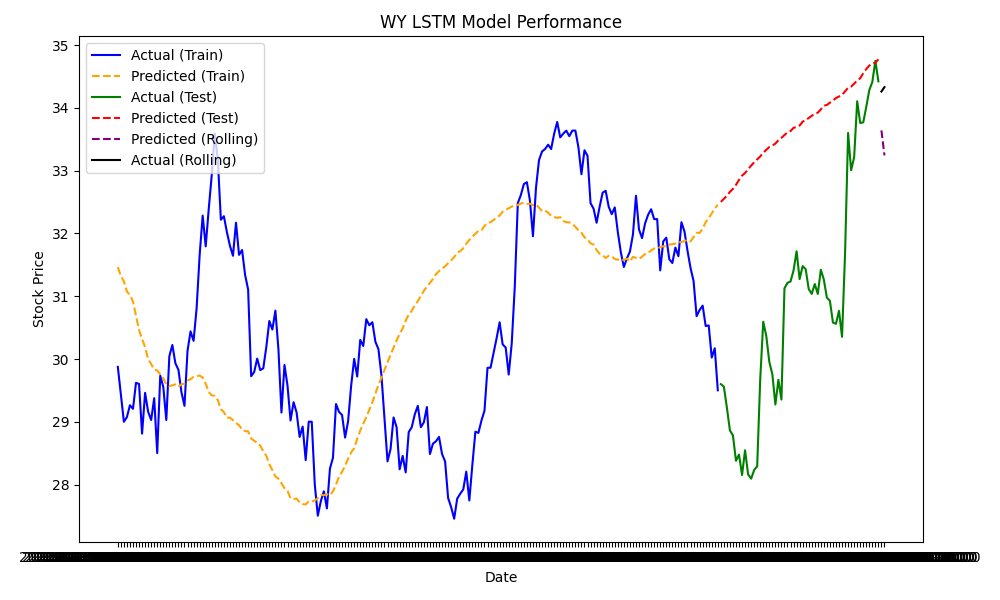 WY LSTM Model Performance
35
34
33
32
31
30
29
28
Stock Price
Actual (Train)
Predicted (Train)
Actual (Test)
Predicted (Test)
Predicted (Rolling)
Actual (Rolling)
Date